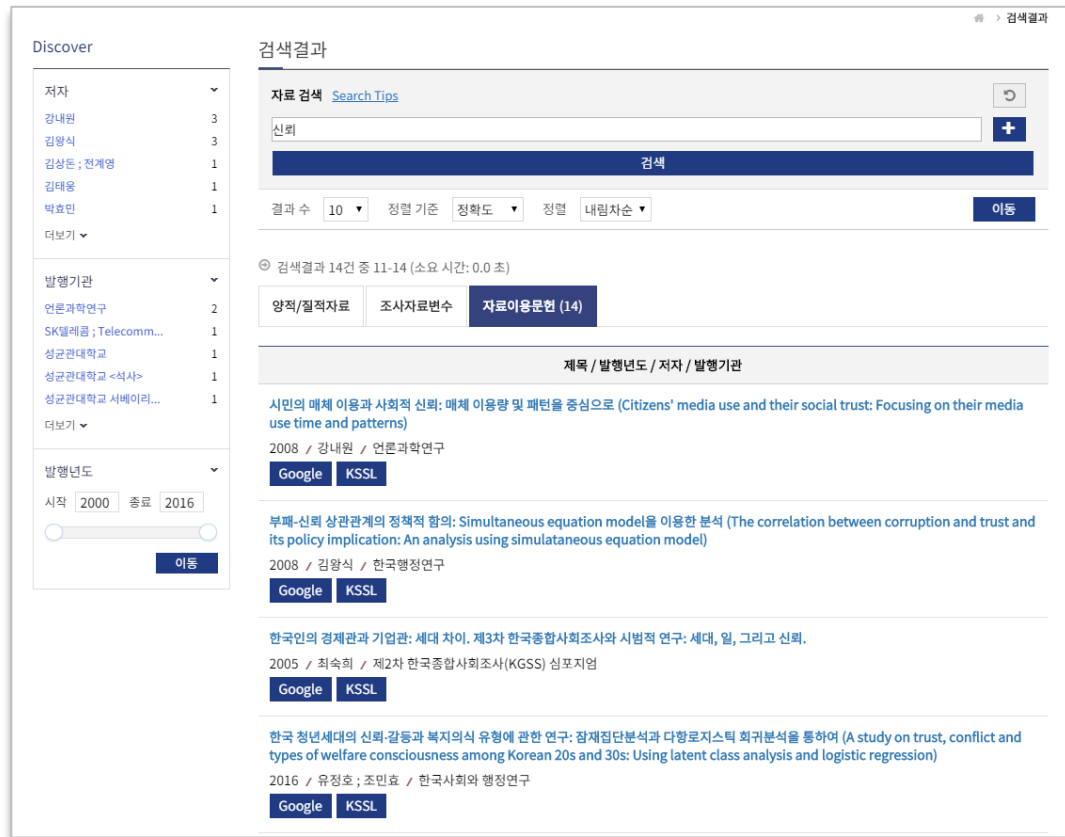 > 검색결과
Discover
저자
강내원 3
김왕식 3
김상돈 ; 전계영 1
김태웅 1
박효민 1
더보기
발행기관
언론과학연구 2
SK텔레콤 ; Telecomm... 1
성균관대학교 1
성균관대학교 <석사> 1
성균관대학교 서베이리... 1
더보기
발행년도
시작 2000 종료 2016
이동
검색결과
자료 검색 Search Tips
신뢰
검색
결과 수 10 정렬 기준 정확도 정렬 내림차순 이동
검색결과 14건 중 11-14 (소요 시간: 0.0 초)
양적/질적자료 조사자료변수 자료이용문헌 (14)
제목 / 발행년도 / 저자 / 발행기관
시민의 매체 이용과 사회적 신뢰: 매체 이용량 및 패턴을 중심으로 (Citizens' media use and their social trust: Focusing on their media
use time and patterns)
2008 / 강내원 / 언론과학연구
Google KSSL
부패-신뢰 상관관계의 정책적 함의: Simultaneous equation model을 이용한 분석 (The correlation between corruption and trust and
its policy implication: An analysis using simulataneous equation model)
2008 / 김왕식 / 한국행정연구
Google KSSL
한국인의 경제관과 기업관: 세대 차이. 제3차 한국종합사회조사와 시범적 연구: 세대, 일, 그리고 신뢰.
2005 / 최숙희 / 제2차 한국종합사회조사(KGSS) 심포지엄
Google KSSL
한국 청년세대의 신뢰·갈등과 복지의식 유형에 관한 연구: 잠재집단분석과 다항로지스틱 회귀분석을 통하여 (A study on trust, conflict and
types of welfare consciousness among Korean 20s and 30s: Using latent class analysis and logistic regression)
2016 / 유정호 ; 조민효 / 한국사회와 행정연구
Google KSSL